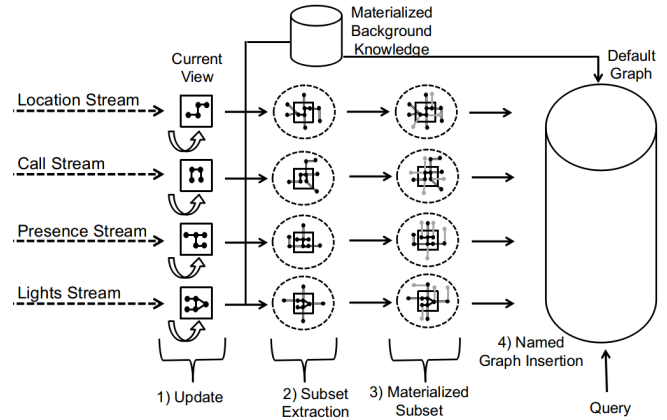 Materialized
Background
Knowledge
Current
View
Default
Graph
Location Stream
Call Stream
Presence Stream
Lights Stream
4) Named
Graph Insertion
1) Update
2) Subset
Extraction
3) Materialized
Subset
Query